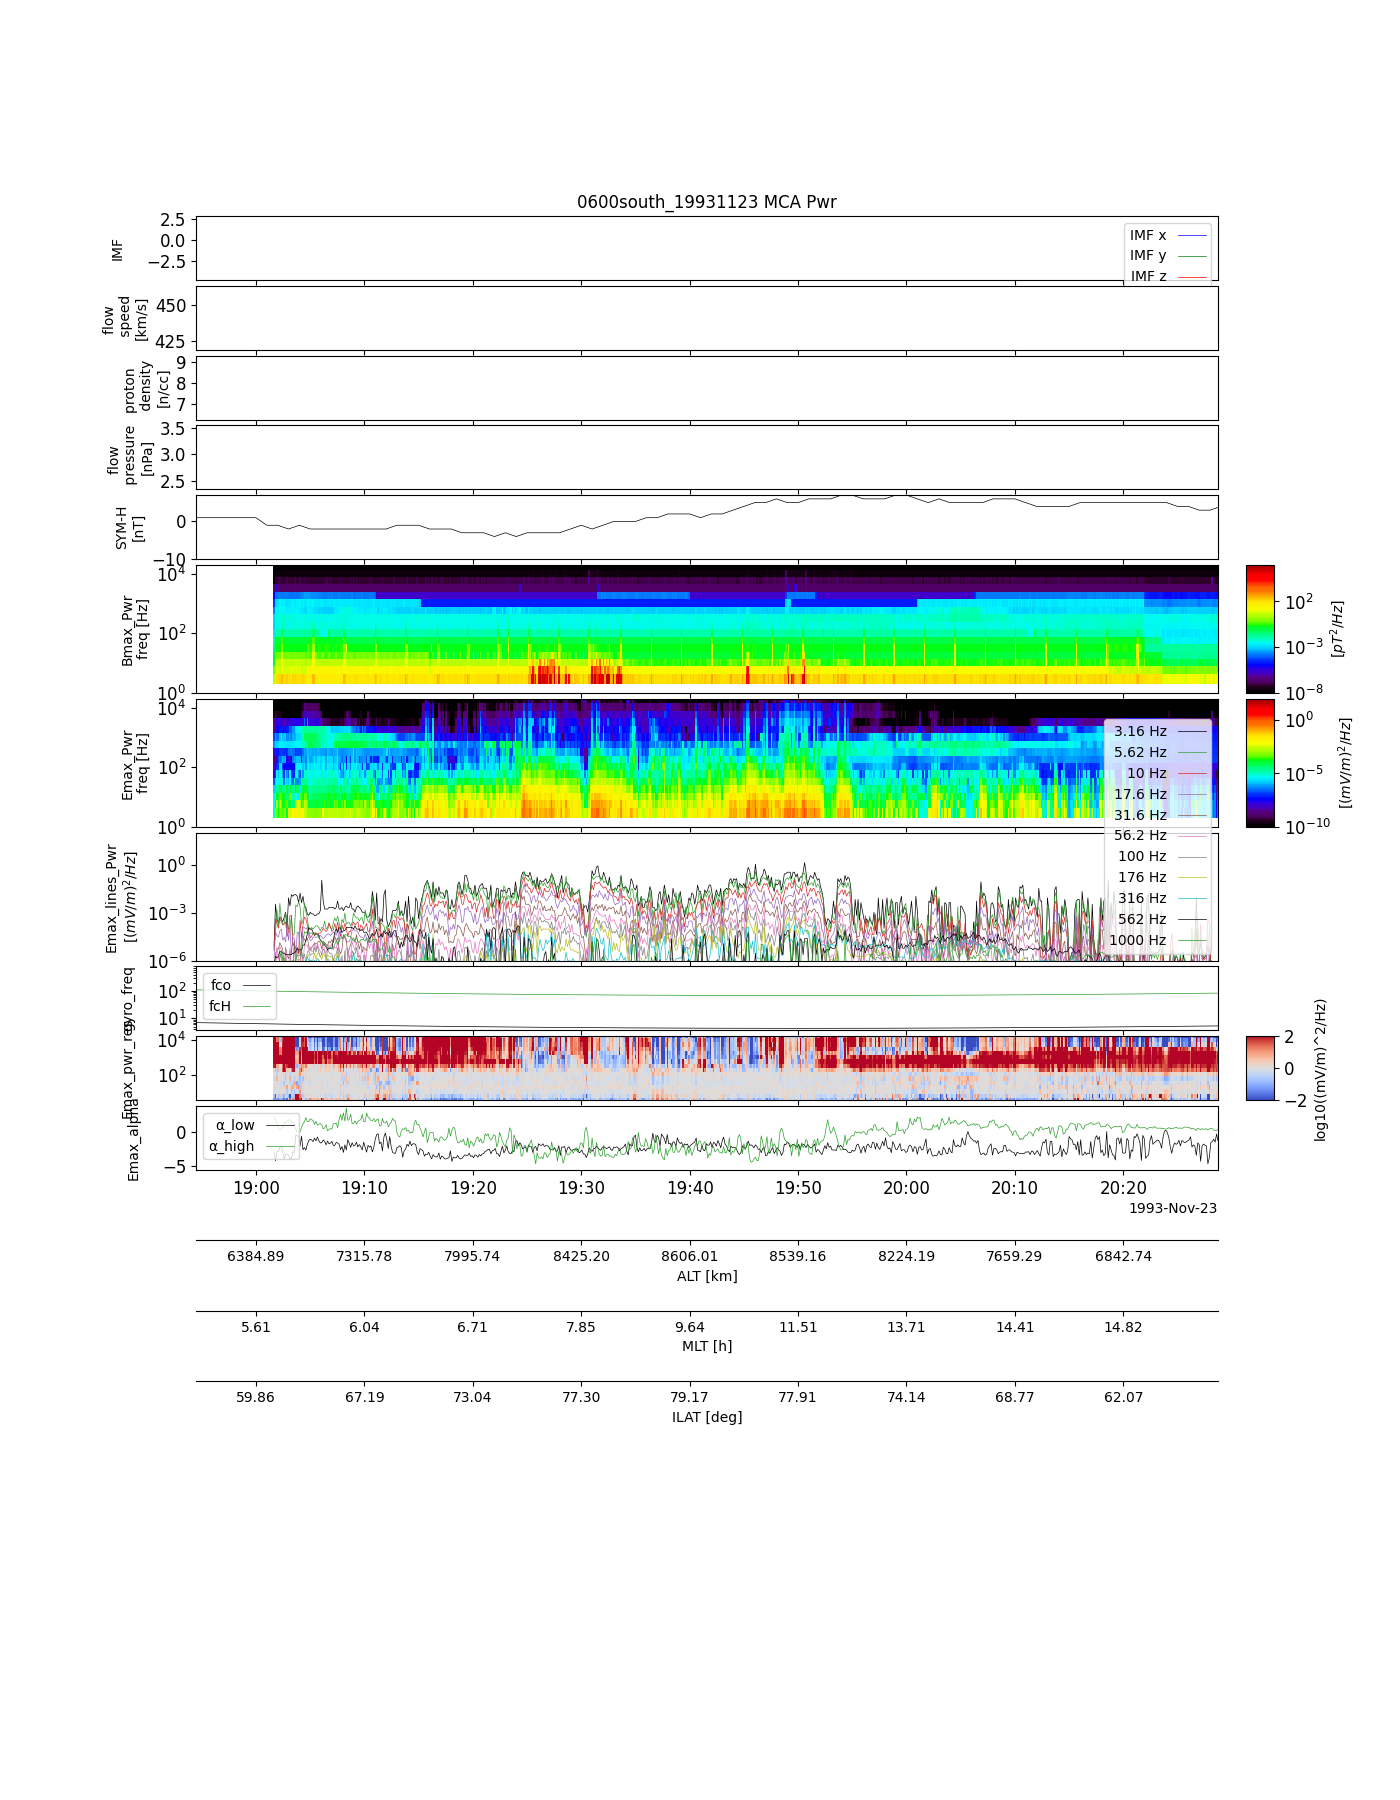 0600south_19931123 MCA Pwr
2.5
0.0
−2.5
IMF
IMF x
IMF y
IMF z
450
425
flow
speed
[km/s]
9
8
7
proton
density
[n/cc]
3.5
3.0
2.5
flow
pressure
[nPa]
0
−10
SYM-H
[nT]
10^4
10^2
10^0
Bmax_Pwr
freq [Hz]
10^2
10^−3
10^−8
[pT^2/Hz]
10^4
10^2
10^0
Emax_Pwr
freq [Hz]
10^0
10^−5
10^−10
[(mV/m)^2/Hz]
3.16 Hz
5.62 Hz
10 Hz
17.6 Hz
31.6 Hz
56.2 Hz
100 Hz
176 Hz
316 Hz
562 Hz
1000 Hz
10^0
10^−3
10^−6
Emax_lines_Pwr
[(mV/m)^2/Hz]
10^2
10^1
gyro_freq
fco
fcH
10^4
10^2
Emax_pwr_reg
2
0
−2
log10((mV/m)^2/Hz)
0
−5
Emax_alpha
α_low
α_high
19:00 19:10 19:20 19:30 19:40 19:50 20:00 20:10 20:20
1993-Nov-23
6384.89 7315.78 7995.74 8425.20 8606.01 8539.16 8224.19 7659.29 6842.74
ALT [km]
5.61 6.04 6.71 7.85 9.64 11.51 13.71 14.41 14.82
MLT [h]
59.86 67.19 73.04 77.30 79.17 77.91 74.14 68.77 62.07
ILAT [deg]